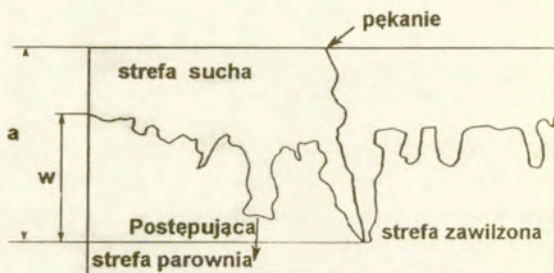 pękanie
strefa sucha
a
w
Postępująca
strefa zawilżona
strefa parownia